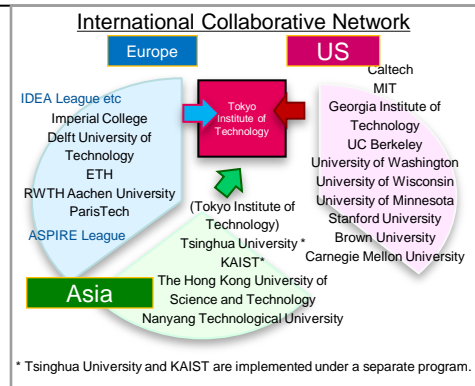 International Collaborative Network
Europe
US
IDEA League etc
Imperial College
Delft University of
Technology
ETH
RWTH Aachen University
ParisTech
ASPIRE League
Tokyo
Institute of
Technology
Caltech
MIT
Georgia Institute of
Technology
UC Berkeley
University of Washington
University of Wisconsin
University of Minnesota
Stanford University
Brown University
Carnegie Mellon University
Asia
(Tokyo Institute of
Technology)
Tsinghua University *
KAIST*
The Hong Kong University of
Science and Technology
Nanyang Technological University
* Tsinghua University and KAIST are implemented under a separate program.